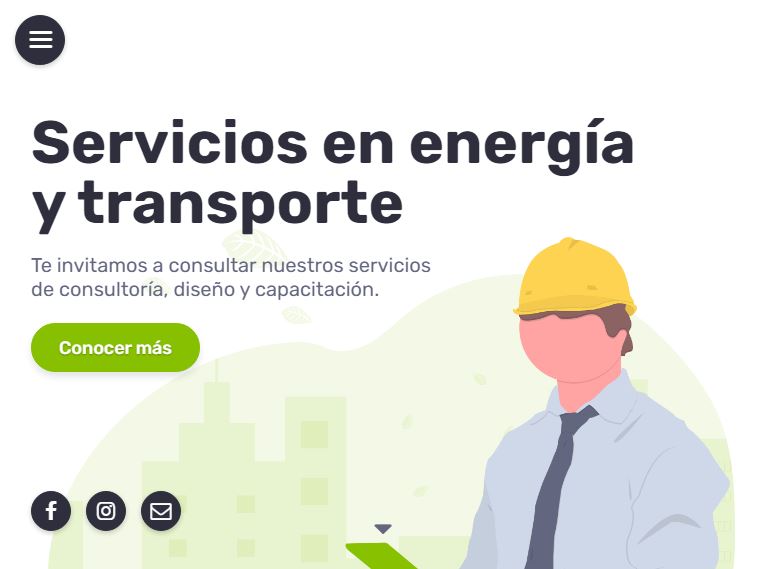 Servicios en energía
y transporte
Te invitamos a consultar nuestros servicios
de consultoría, diseño y capacitación.
Conocer más